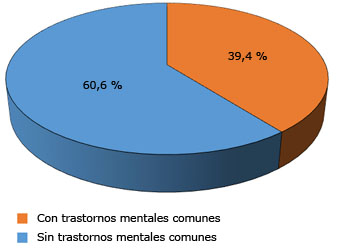 39,4 %
60,6 %
Con trastornos mentales comunes
Sin trastornos mentales comunes